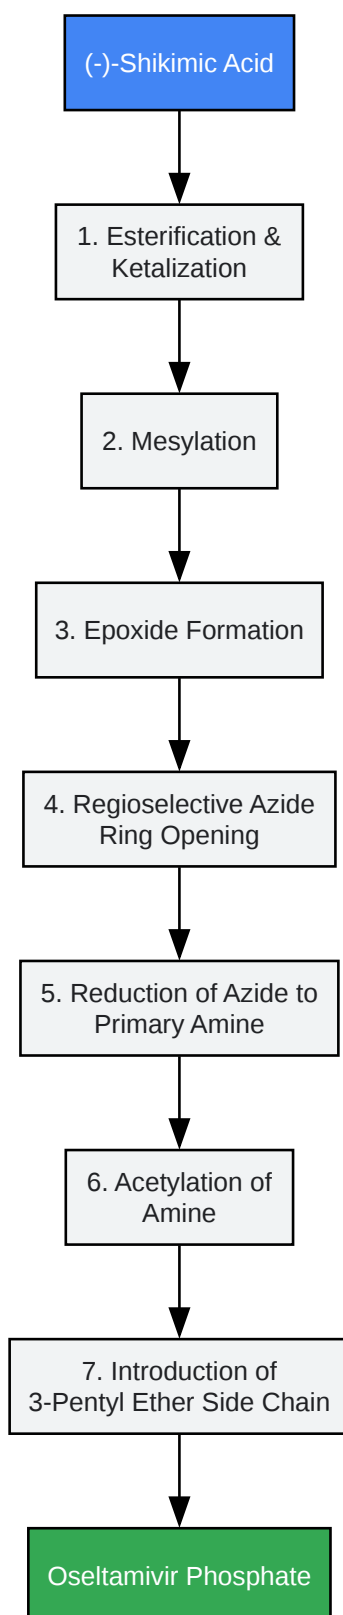 (-)-Shikimic Acid
1. Esterification &
Ketalization
2. Mesylation
3. Epoxide Formation
4. Regioselective Azide
Ring Opening
5. Reduction of Azide to
Primary Amine
6. Acetylation of
Amine
7. Introduction of
3-Pentyl Ether Side Chain
Oseltamivir Phosphate